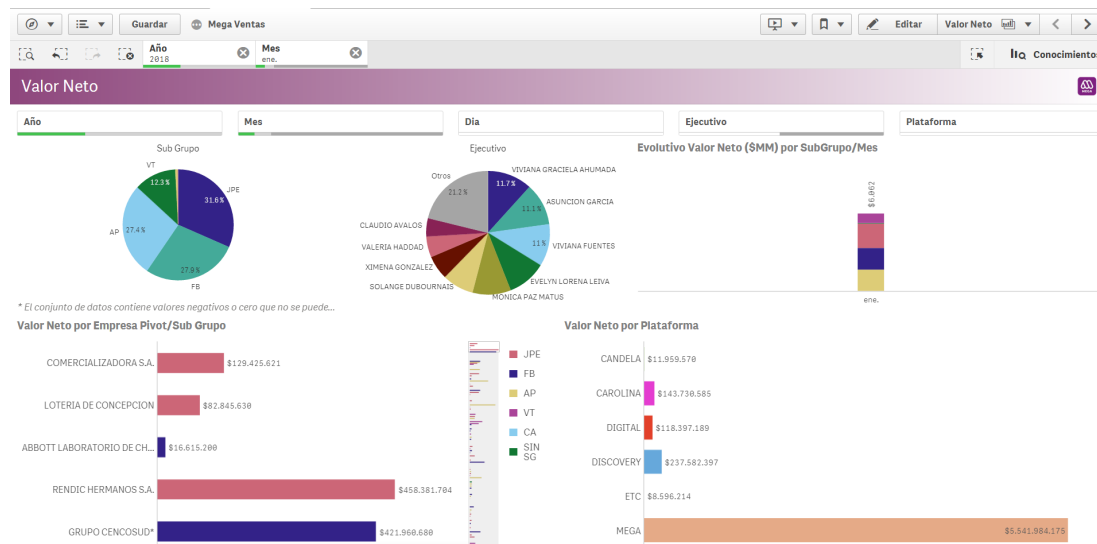 Guardar
Mega Ventas
Editar
Valor Neto
Año
2018
Mes
ene.
Conocimientos
Valor Neto
Año
Mes
Día
Ejecutivo
Plataforma
Sub Grupo
VT
12.3 %
JPE
31.6 %
AP
27.4 %
27.9 %
FB
Ejecutivo
Otros
21.2 %
VIVIANA GRACIELA AHUMADA
11.7 %
ASUNCION GARCIA
11.1 %
CLAUDIO AVALOS
VALERIA HADDAD
11 %
VIVIANA FUENTES
XIMENA GONZALEZ
EVELYN LORENA LEIVA
SOLANGE DUBOURNAIS
MONICA PAZ MATUS
Evolutivo Valor Neto ($MM) por SubGrupo/Mes
$6.062
ene.
* El conjunto de datos contiene valores negativos o cero que no se puede...
Valor Neto por Empresa Pivot/Sub Grupo
COMERCIALIZADORA S.A.
$129.425.621
LOTERIA DE CONCEPCION
$82.845.630
ABBOTT LABORATORIO DE CH...
$16.615.200
RENDIC HERMANOS S.A.
$458.381.704
GRUPO CENCOSUD*
$421.960.680
JPE
FB
AP
VT
CA
SIN
SG
Valor Neto por Plataforma
CANDELA
$11.959.570
CAROLINA
$143.730.585
DIGITAL
$118.397.189
DISCOVERY
$237.582.397
ETC
$8.596.214
MEGA
$5.541.984.175